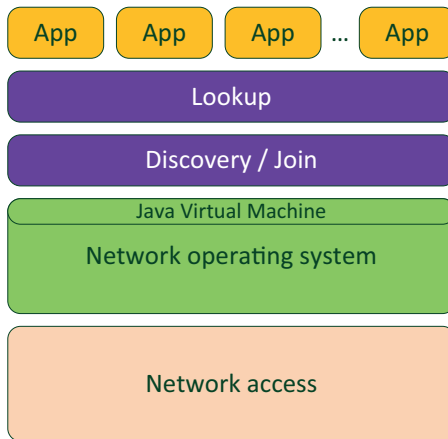 App App App ... App
Lookup
Discovery / Join
Java Virtual Machine
Network operating system
Network access